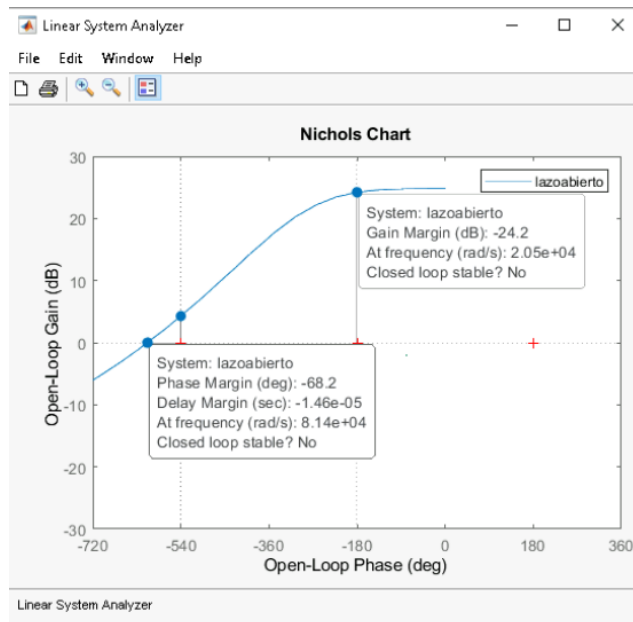 Linear System Analyzer
File Edit Window Help
Nichols Chart
30
lazoabierto
System: lazoabierto
Gain Margin (dB): -24.2
At frequency (rad/s): 2.05e+04
Closed loop stable? No
20
10
Open-Loop Gain (dB)
0
System: lazoabierto
Phase Margin (deg): -68.2
Delay Margin (sec): -1.46e-05
At frequency (rad/s): 8.14e+04
Closed loop stable? No
-10
-20
-30
-720 -540 -360 -180 0 180 360
Open-Loop Phase (deg)
Linear System Analyzer